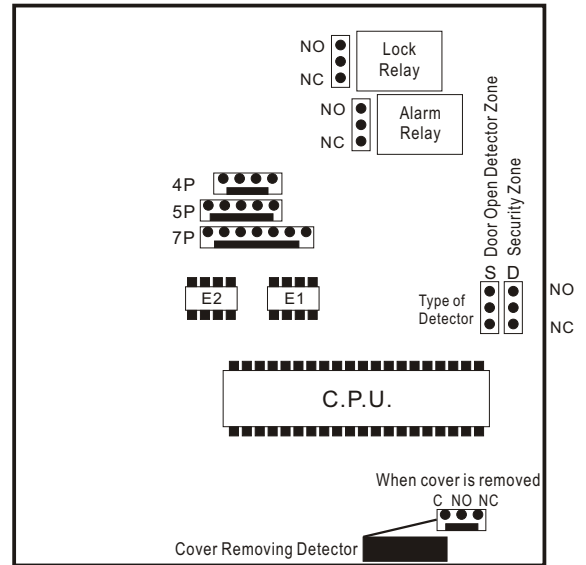 NO
Lock
Relay
NC
NO
Alarm
Relay
NC
Door Open Detector Zone
Security Zone
4P
5P
7P
S D
E2
E1
Type of
Detector
NO
NC
C.P.U.
When cover is removed
C NO NC
Cover Removing Detector